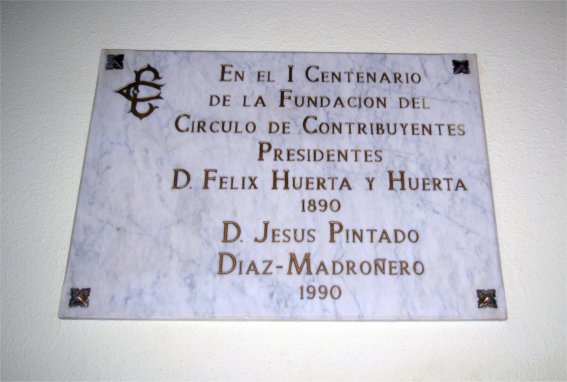 En el I Centenario
de la Fundacion del
Circulo de Contribuyentes
Presidentes
D. Felix Huerta y Huerta
1890
D. Jesus Pintado
Diaz-Madroñero
1990